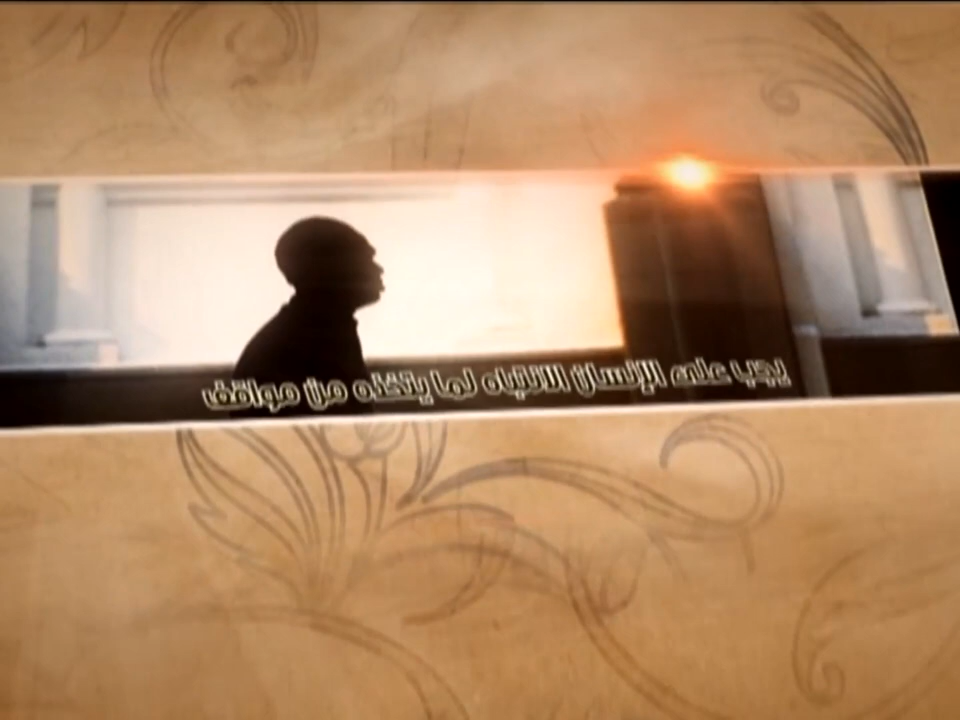 يجب على الإنسان الانتباه لما يتخذه من مواقف